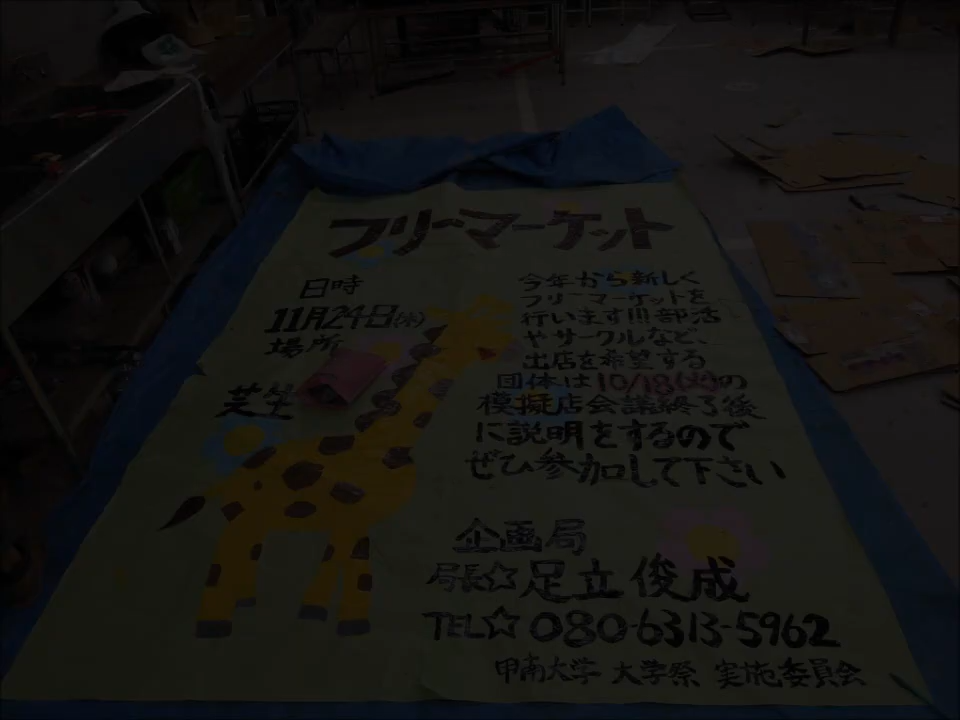 フリーマーケット
日時
11月24日(木)
場所
芝生
今年から新しく
フリーマーケットを
行います!!!部活
やサークルなど、
出店を希望する
団体は10/18(火)の
模擬店会議終了後
に説明をするので
ぜひ参加して下さい
企画局
局長☆足立俊成
TEL☆080-6313-5962
甲南大学 大学祭 実施委員会